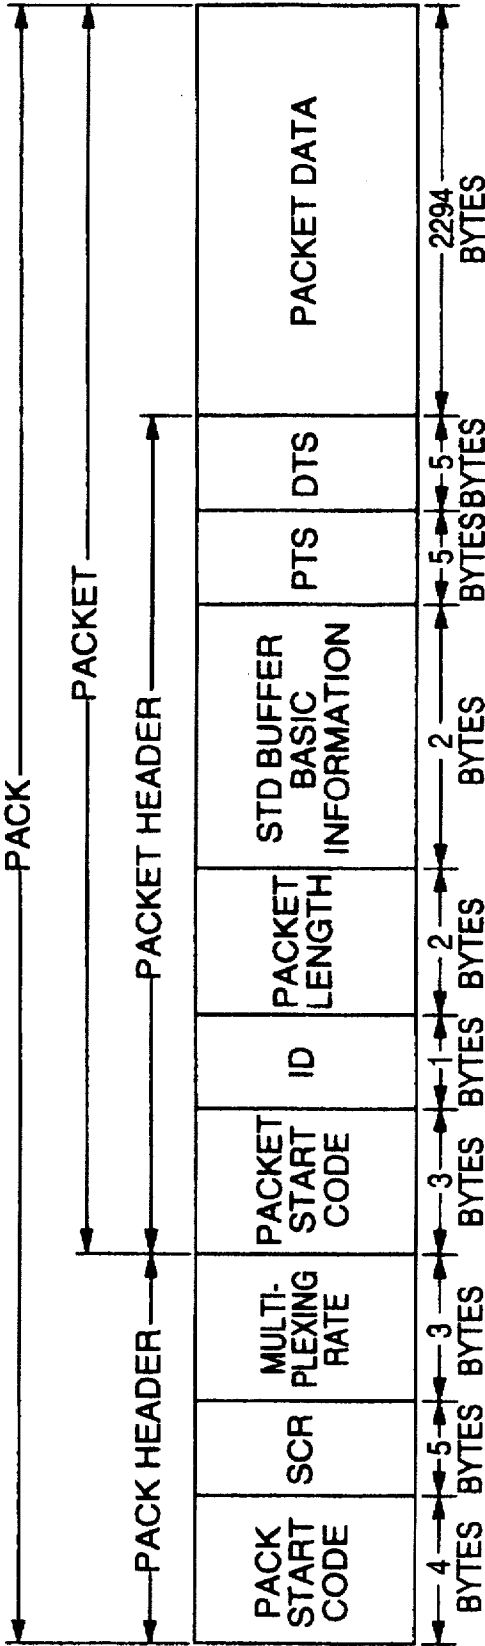 PACK
PACKET
PACK HEADER
PACKET HEADER
PACK
START
CODE
SCR
MULTI-
PLEXING
RATE
PACKET
START
CODE
ID
PACKET
LENGTH
STD BUFFER
BASIC
INFORMATION
PTS
DTS
PACKET DATA
4
BYTES
5
BYTES
3
BYTES
3
BYTES
1
BYTES
2
BYTES
2
BYTES
5
BYTES
5
BYTES
2294
BYTES